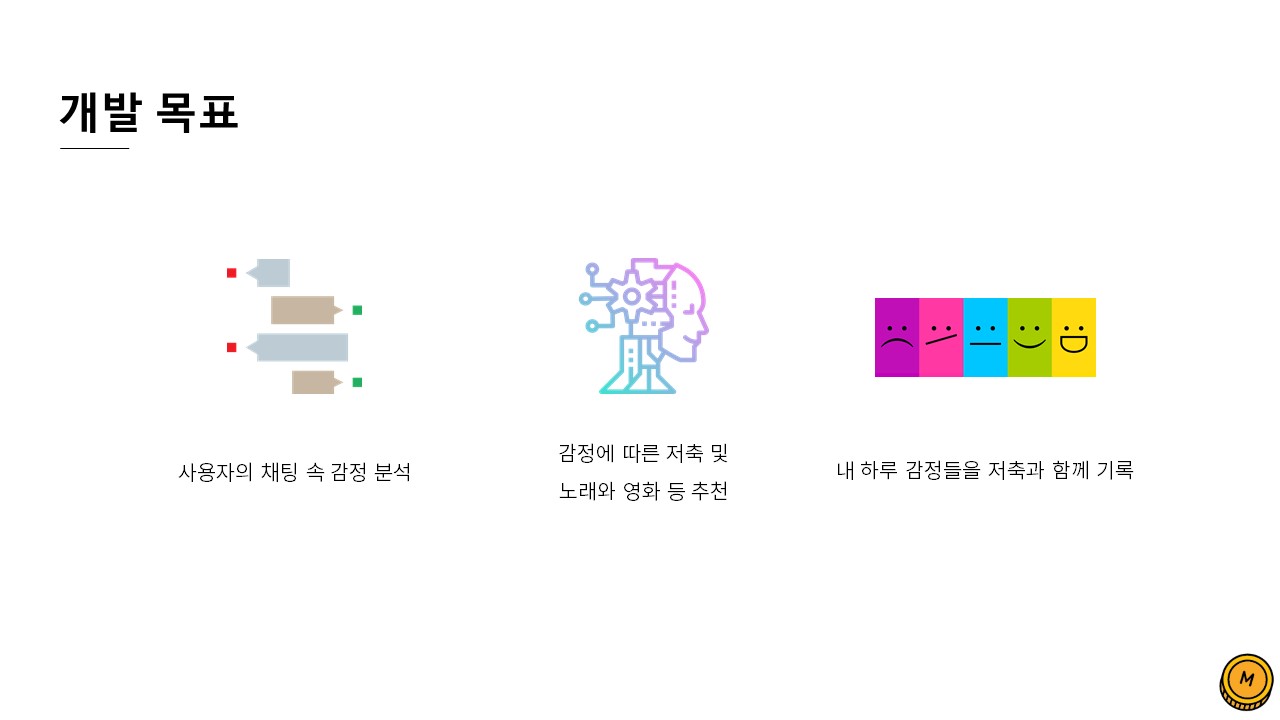 개발 목표
사용자의 채팅 속 감정 분석
감정에 따른 저축 및
노래와 영화 등 추천
내 하루 감정들을 저축과 함께 기록
M